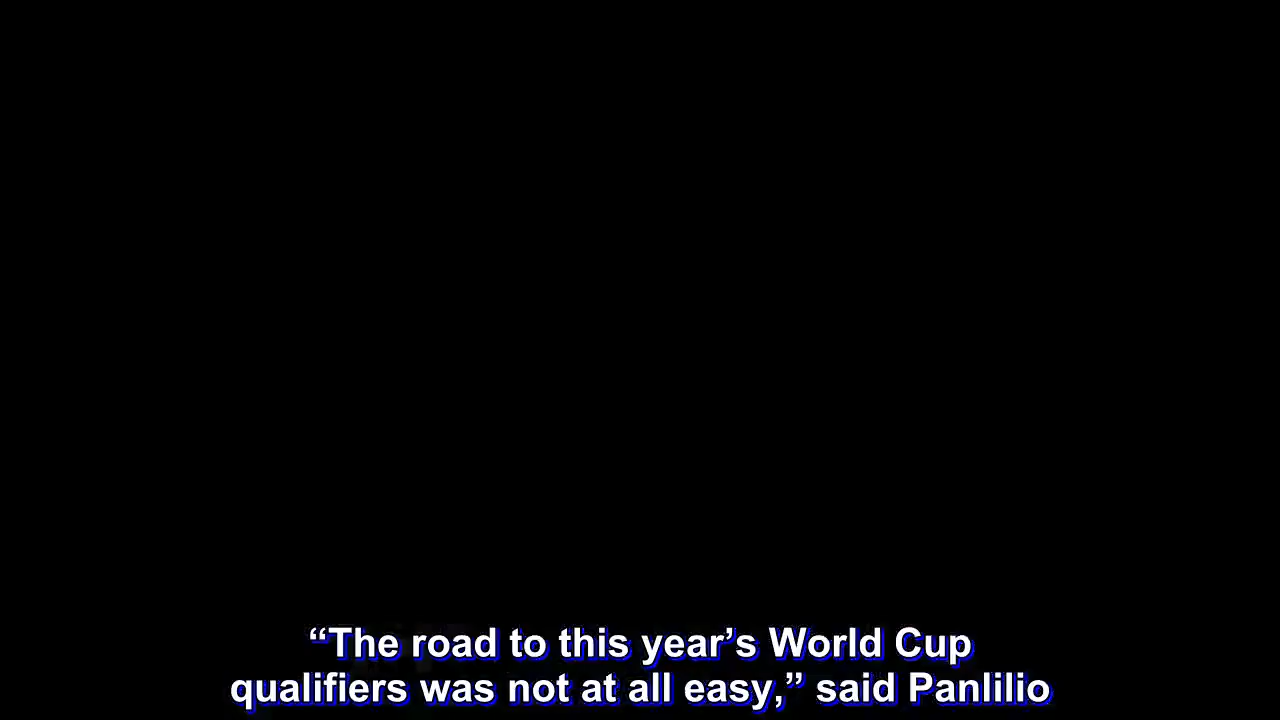 “The road to this year’s World Cup
qualifiers was not at all easy,” said Panlilio